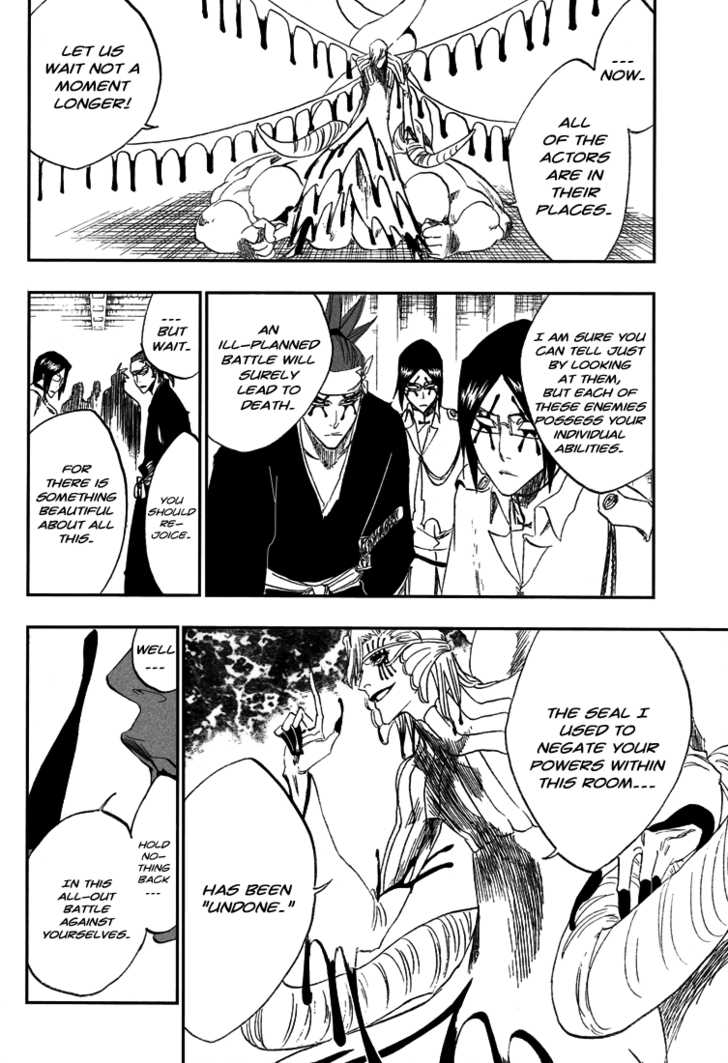 ---
NOW-
ALL
OF THE
ACTORS
ARE IN
THEIR
PLACES-
LET US
WAIT NOT A
MOMENT
LONGER!
I AM SURE YOU
CAN TELL JUST
BY LOOKING
AT THEM,
BUT EACH OF
THESE ENEMIES
POSSESS YOUR
INDIVIDUAL
ABILITIES-
AN
ILL-PLANNED
BATTLE WILL
SURELY
LEAD TO
DEATH-
---
BUT
WAIT-
YOU
SHOULD
RE-
JOICE-
FOR
THERE IS
SOMETHING
BEAUTIFUL
ABOUT ALL
THIS-
THE SEAL I
USED TO
NEGATE YOUR
POWERS WITHIN
THIS ROOM---
HAS BEEN
"UNDONE-"
WELL
---
HOLD
NO-
THING
BACK
---
IN THIS
ALL-OUT
BATTLE
AGAINST
YOURSELVES-